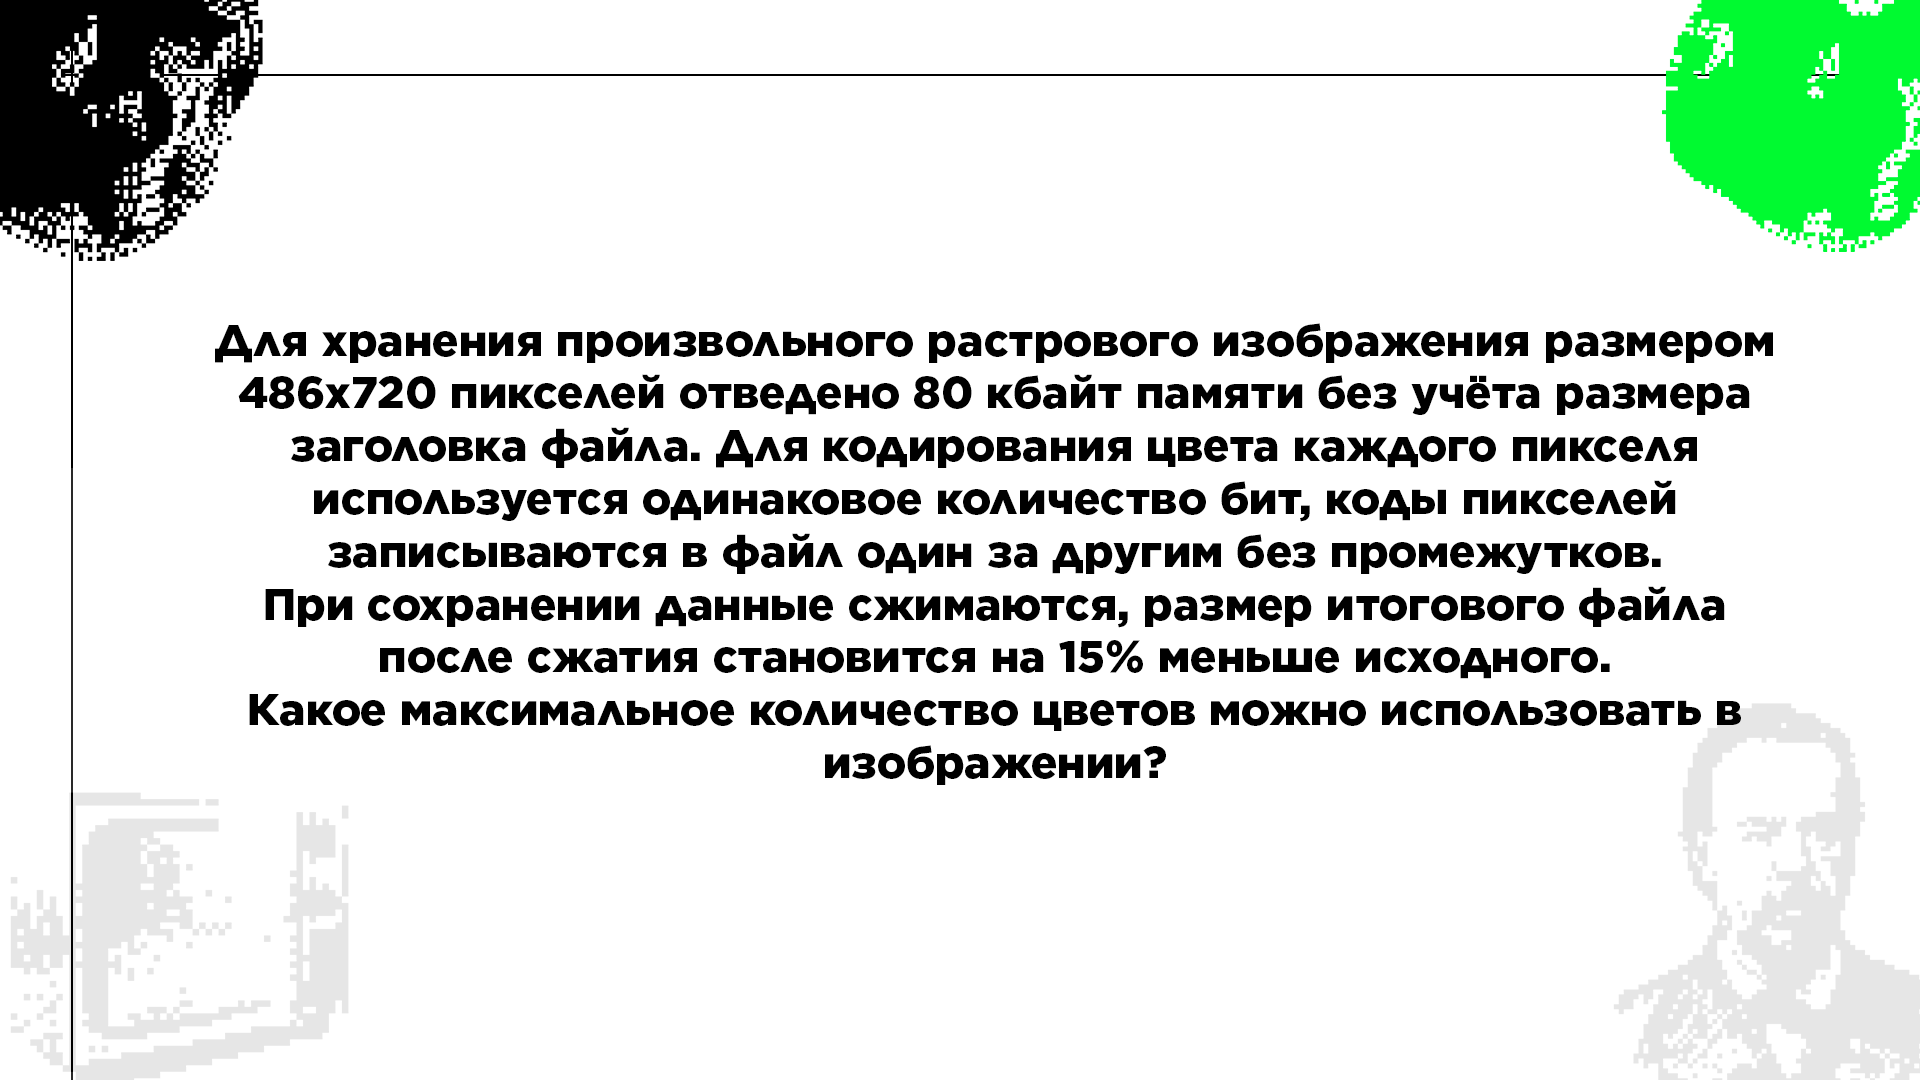 Для хранения произвольного растрового изображения размером
486х720 пикселей отведено 80 кбайт памяти без учёта размера
заголовка файла. Для кодирования цвета каждого пикселя
используется одинаковое количество бит, коды пикселей
записываются в файл один за другим без промежутков.
При сохранении данные сжимаются, размер итогового файла
после сжатия становится на 15% меньше исходного.
Какое максимальное количество цветов можно использовать в
изображении?